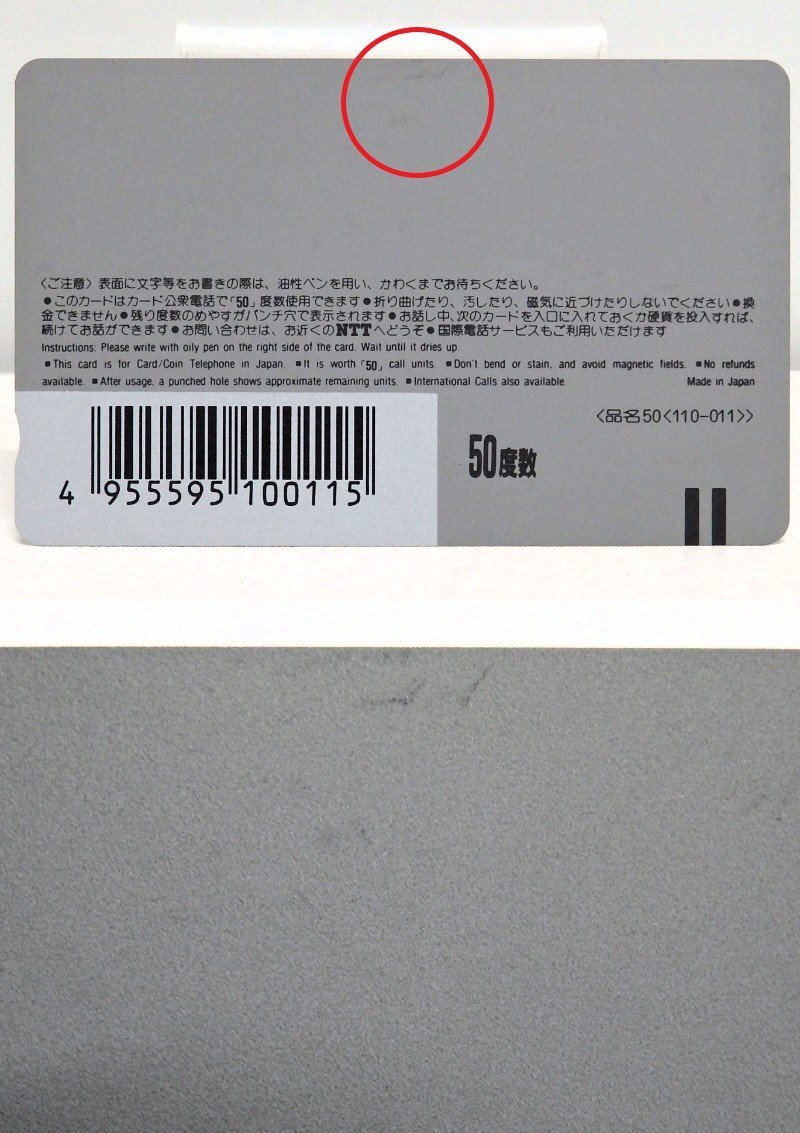 〈ご注意〉表面に文字等をお書きの際は、油性ペンを用い、かわくまでお待ちください。
●このカードはカード公衆電話で「50」度数使用できます●折り曲げたり、汚したり、磁気に近づけたりしないでください●換
金できません●残り度数のめやすがパンチ穴で表示されます●お話し中、次のカードを入口に入れておくか硬貨を投入すれば、
続けてお話ができます●お問い合わせは、お近くのNTTへどうぞ●国際電話サービスもご利用いただけます
Instructions: Please write with oily pen on the right side of the card. Wait until it dries up.
■This card is for Card/Coin Telephone in Japan. ■It is worth「50」call units. ■Don't bend or stain, and avoid magnetic fields. ■No refunds
available. ■After usage, a punched hole shows approximate remaining units. ■International Calls also available. Made in Japan
〈品名50〈110-011〉〉
50度数
4 955595 100115